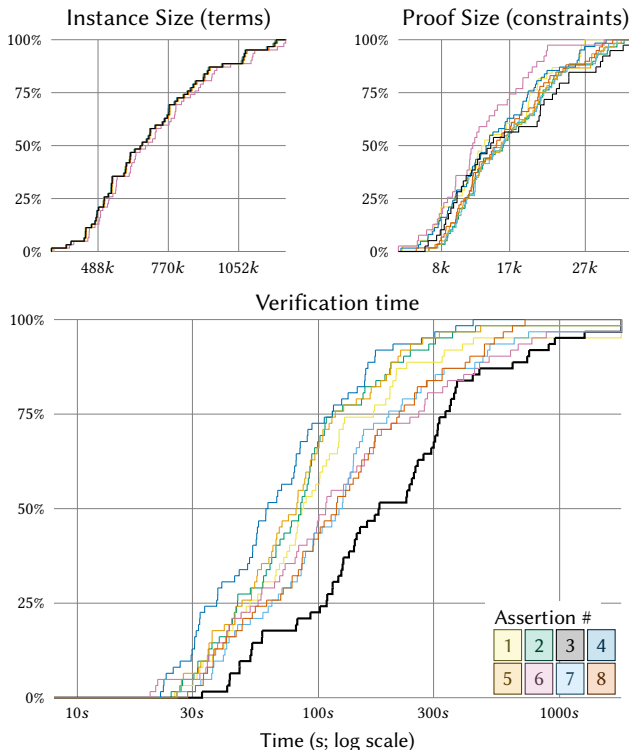 Instance Size (terms)
Proof Size (constraints)
100%
75%
50%
25%
0%
488k
770k
1052k
100%
75%
50%
25%
0%
8k
17k
27k
Verification time
100%
75%
50%
25%
0%
Assertion #
1 2 3 4
5 6 7 8
10s
30s
100s
300s
1000s
Time (s; log scale)